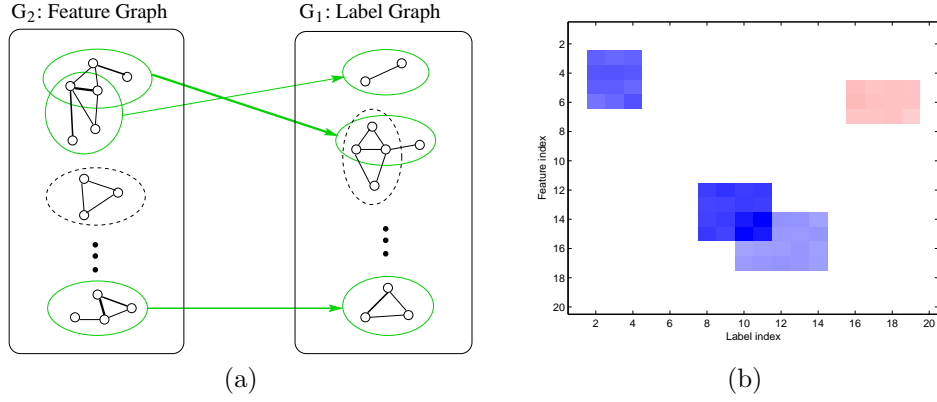 G₂: Feature Graph
G₁: Label Graph
(a)
2
4
6
8
10
12
14
16
18
20
Feature index
2 4 6 8 10 12 14 16 18 20
Label index
(b)